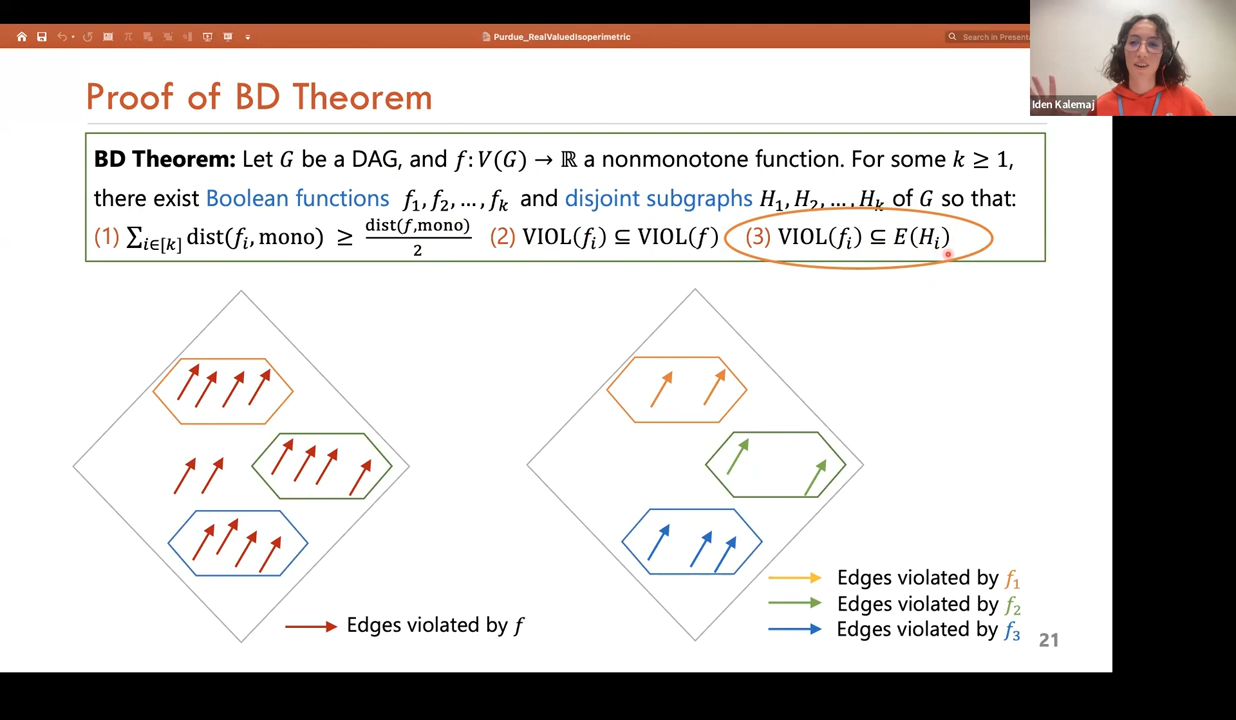 Purdue_RealValuedIsoperimetric
Search in Presenta
Iden Kalemaj
Proof of BD Theorem
BD Theorem: Let G be a DAG, and f: V(G) → ℝ a nonmonotone function. For some k ≥ 1,
there exist Boolean functions f₁, f₂, …, fₖ and disjoint subgraphs H₁, H₂, …, Hₖ of G so that:
(1) ∑_{i∈[k]} dist(fᵢ, mono) ≥ dist(f,mono)/2 (2) VIOL(fᵢ) ⊆ VIOL(f) (3) VIOL(fᵢ) ⊆ E(Hᵢ)
Edges violated by f
Edges violated by f₁
Edges violated by f₂
Edges violated by f₃
21